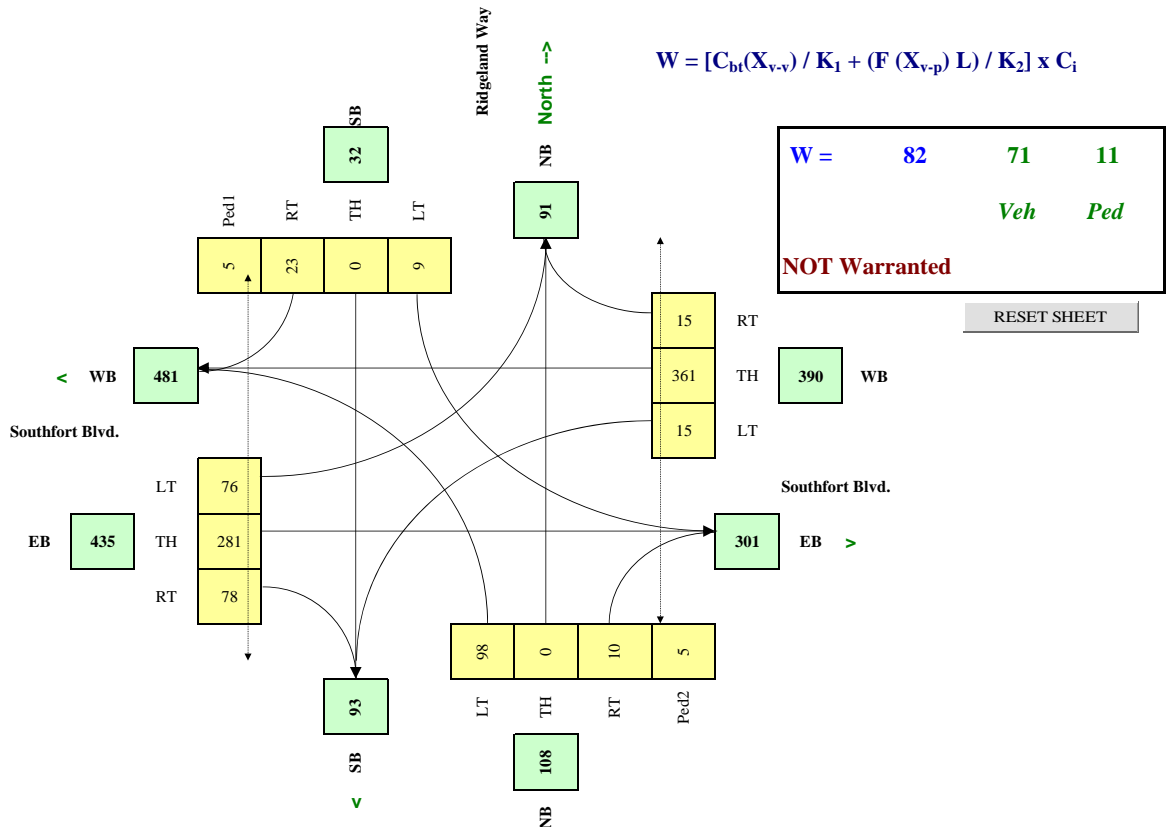 Ridgeland Way
North -->
W = [Cbt(Xv-v) / K1 + (F (Xv-p) L) / K2] x Ci
SB
32
NB
91
W = 82 71 11
Veh Ped
NOT Warranted
RESET SHEET
Ped1 RT TH LT
5 23 0 9
15 RT
< WB 481
361 TH 390 WB
15 LT
Southfort Blvd.
LT 76
Southfort Blvd.
EB 435 TH 281
301 EB >
RT 78
98 0 10 5
LT TH RT Ped2
93
SB
v
108
NB